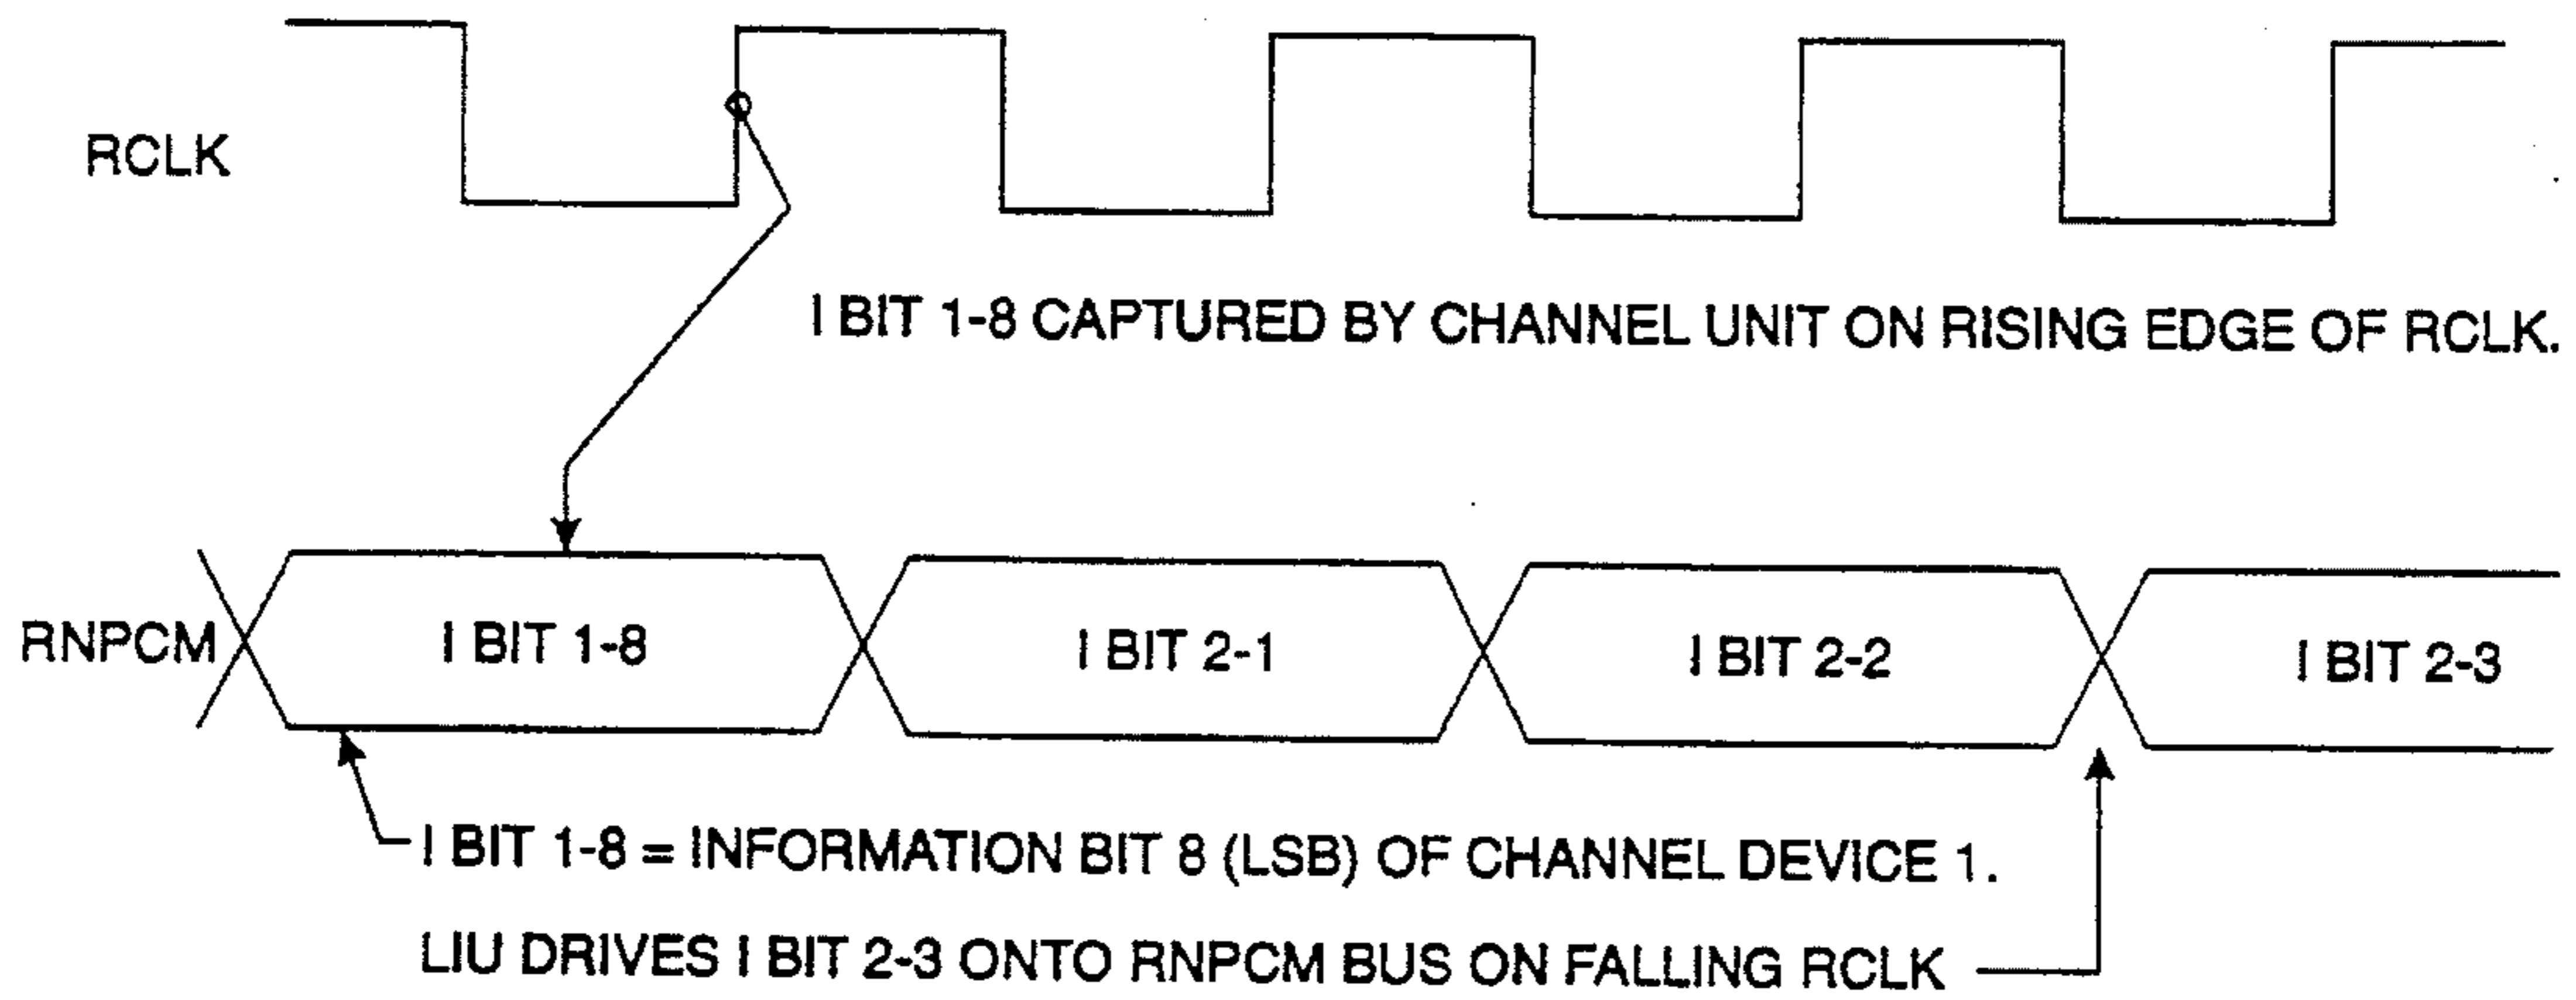 RCLK
I BIT 1-8 CAPTURED BY CHANNEL UNIT ON RISING EDGE OF RCLK.
RNPCM
I BIT 1-8
I BIT 2-1
I BIT 2-2
I BIT 2-3
I BIT 1-8 = INFORMATION BIT 8 (LSB) OF CHANNEL DEVICE 1.
LIU DRIVES I BIT 2-3 ONTO RNPCM BUS ON FALLING RCLK